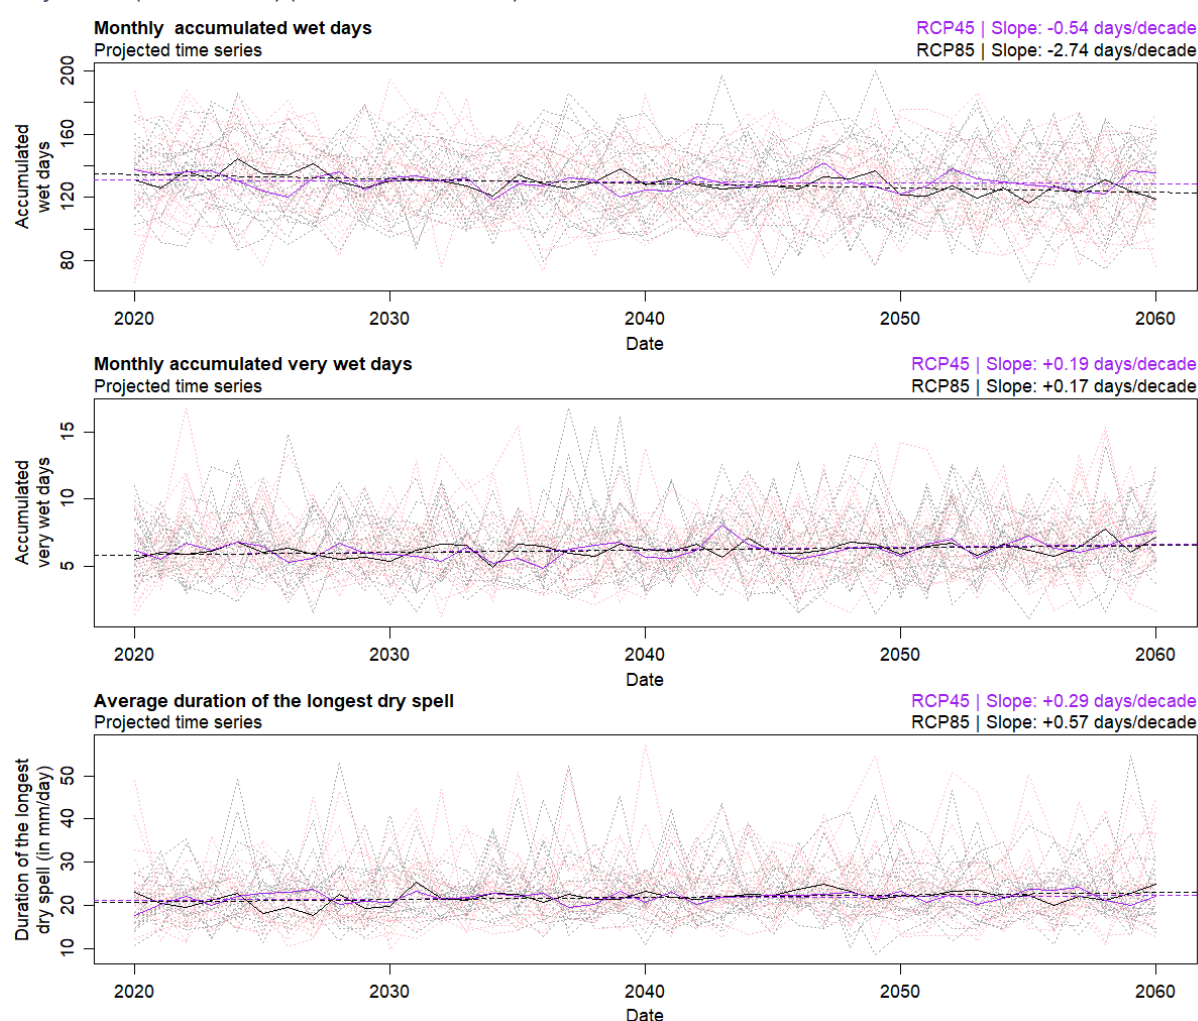 Monthly  accumulated wet days
RCP45 | Slope: -0.54 days/decade
Projected time series
RCP85 | Slope: -2.74 days/decade
Accumulated
wet days
200
160
120
80
2020 2030 2040 2050 2060
Date
Monthly accumulated very wet days
RCP45 | Slope: +0.19 days/decade
Projected time series
RCP85 | Slope: +0.17 days/decade
Accumulated
very wet days
15
10
5
2020 2030 2040 2050 2060
Date
Average duration of the longest dry spell
RCP45 | Slope: +0.29 days/decade
Projected time series
RCP85 | Slope: +0.57 days/decade
Duration of the longest
dry spell (in mm/day)
50
40
30
20
10
2020 2030 2040 2050 2060
Date